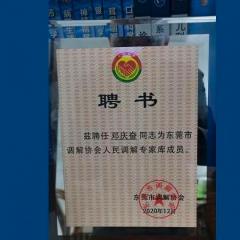 聘书
兹聘任 邓庆燊 同志为东莞市
调解协会人民调解专家库成员。
东莞市调解协会
2020年12月